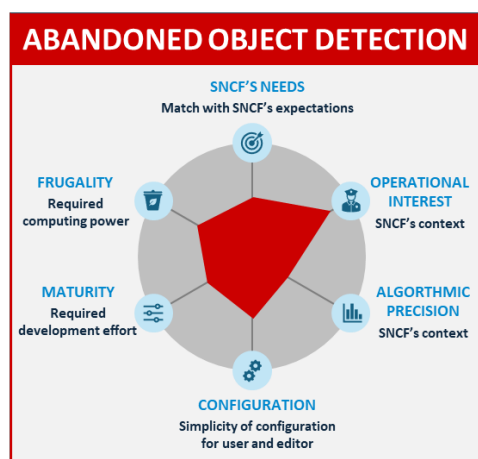 ABANDONED OBJECT DETECTION
SNCF'S NEEDS
Match with SNCF's expectations
FRUGALITY
Required
computing power
OPERATIONAL
INTEREST
SNCF's context
MATURITY
Required
development effort
ALGORTHMIC
PRECISION
SNCF's context
CONFIGURATION
Simplicity of configuration
for user and editor